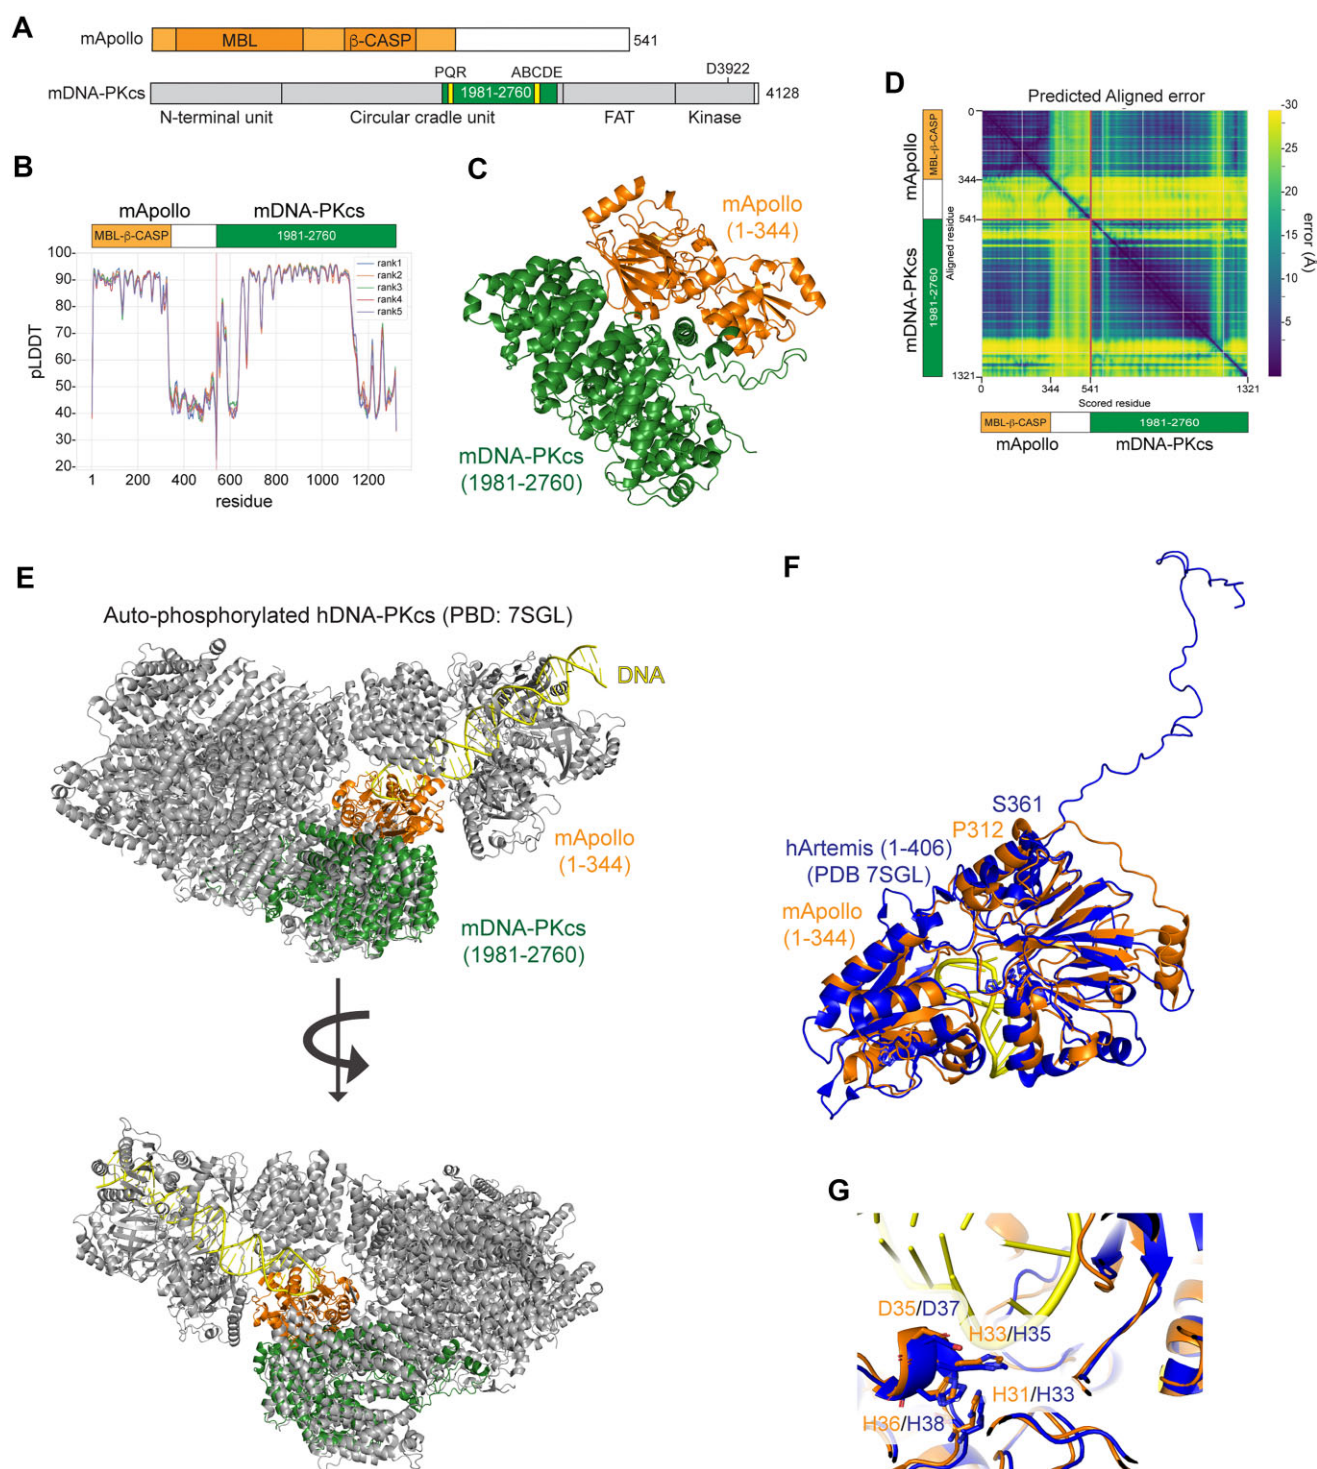 A
mApollo
MBL
β-CASP
541
PQR
ABCDE
D3922
mDNA-PKcs
1981-2760
4128
N-terminal unit
Circular cradle unit
FAT
Kinase
B
mApollo
mDNA-PKcs
MBL-β-CASP
1981-2760
100-
90-
80-
70-
60-
50-
40-
30-
20-
pLDDT
rank1
rank2
rank3
rank4
rank5
1
200
400
600
800
1000
1200
residue
C
mApollo
(1-344)
mDNA-PKcs
(1981-2760)
D
Predicted Aligned error
mApollo
MBL-β-CASP
mDNA-PKcs
1981-2760
0
344
541
1321
Aligned residue
0
344
541
1321
Scored residue
MBL-β-CASP
1981-2760
mApollo
mDNA-PKcs
-30
-25
-20
-15
-10
-5
error (Å)
E
Auto-phosphorylated hDNA-PKcs (PBD: 7SGL)
DNA
mApollo
(1-344)
mDNA-PKcs
(1981-2760)
F
S361
P312
hArtemis (1-406)
(PDB 7SGL)
mApollo
(1-344)
G
D35/D37
H33/H35
H31/H33
H36/H38